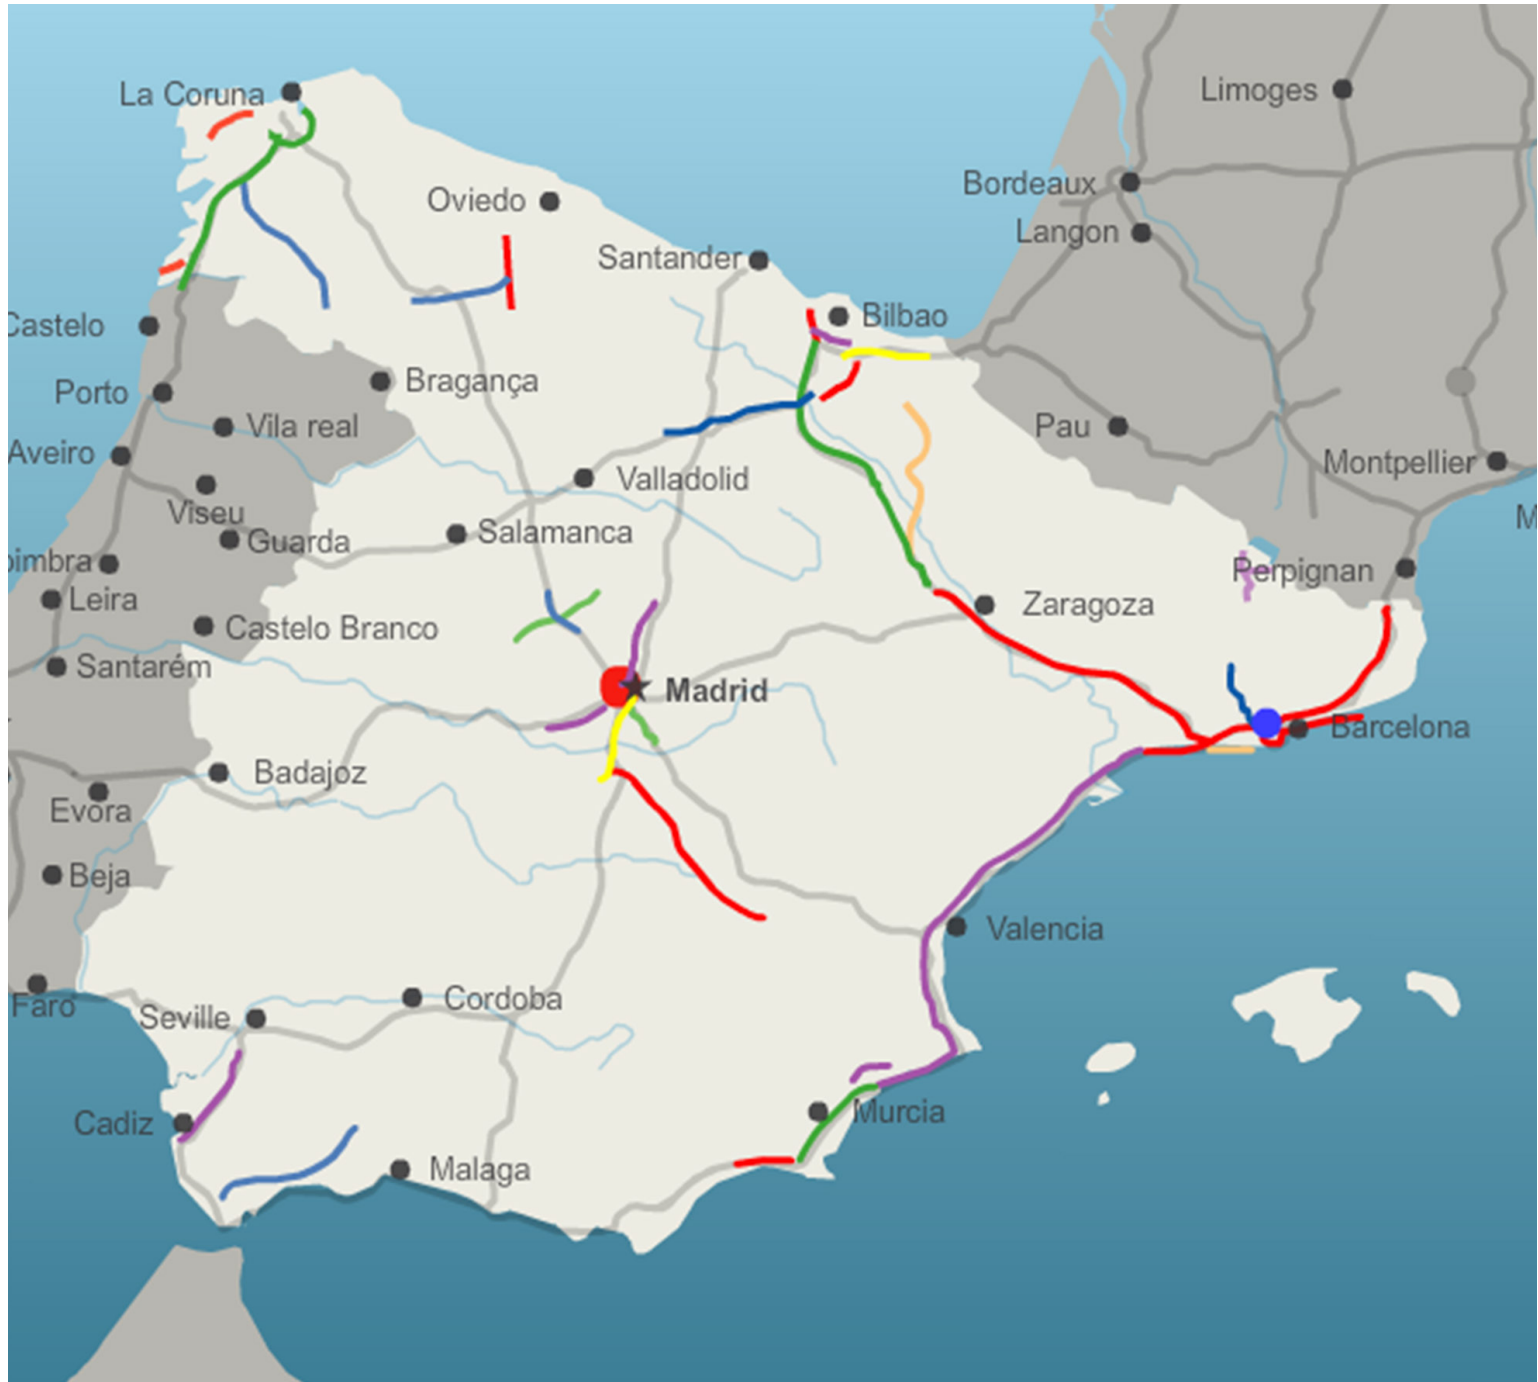 La Coruna
Limoges
Bordeaux
Oviedo
Langon
Santander
Castelo
Bilbao
Bragança
Porto
Vila real
Pau
Aveiro
Montpellier
Valladolid
Viseu
M
Salamanca
Guarda
oimbra
Perpignan
Leira
Zaragoza
Castelo Branco
Santarém
Madrid
Barcelona
Badajoz
Evora
Beja
Valencia
Cordoba
Faro
Seville
Cadiz
Murcia
Malaga